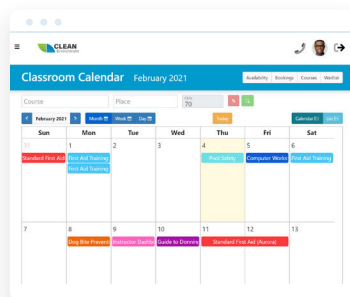 CLEAN
Classroom Calendar February 2021
Availability Bookings Courses Waitlist
Course Place 70
February 2021 Month Week Day Today Calendar List
Sun Mon Tue Wed Thu Fri Sat
31 1 2 3 4 5 6
Standard First Aid First Aid Training Pool Safety Computer Works First Aid Training
First Aid Training
7 8 9 10 11 12 13
Dog Bite Preventi Instructor Dashbo Guide to Donning Standard First Aid (Aurora)